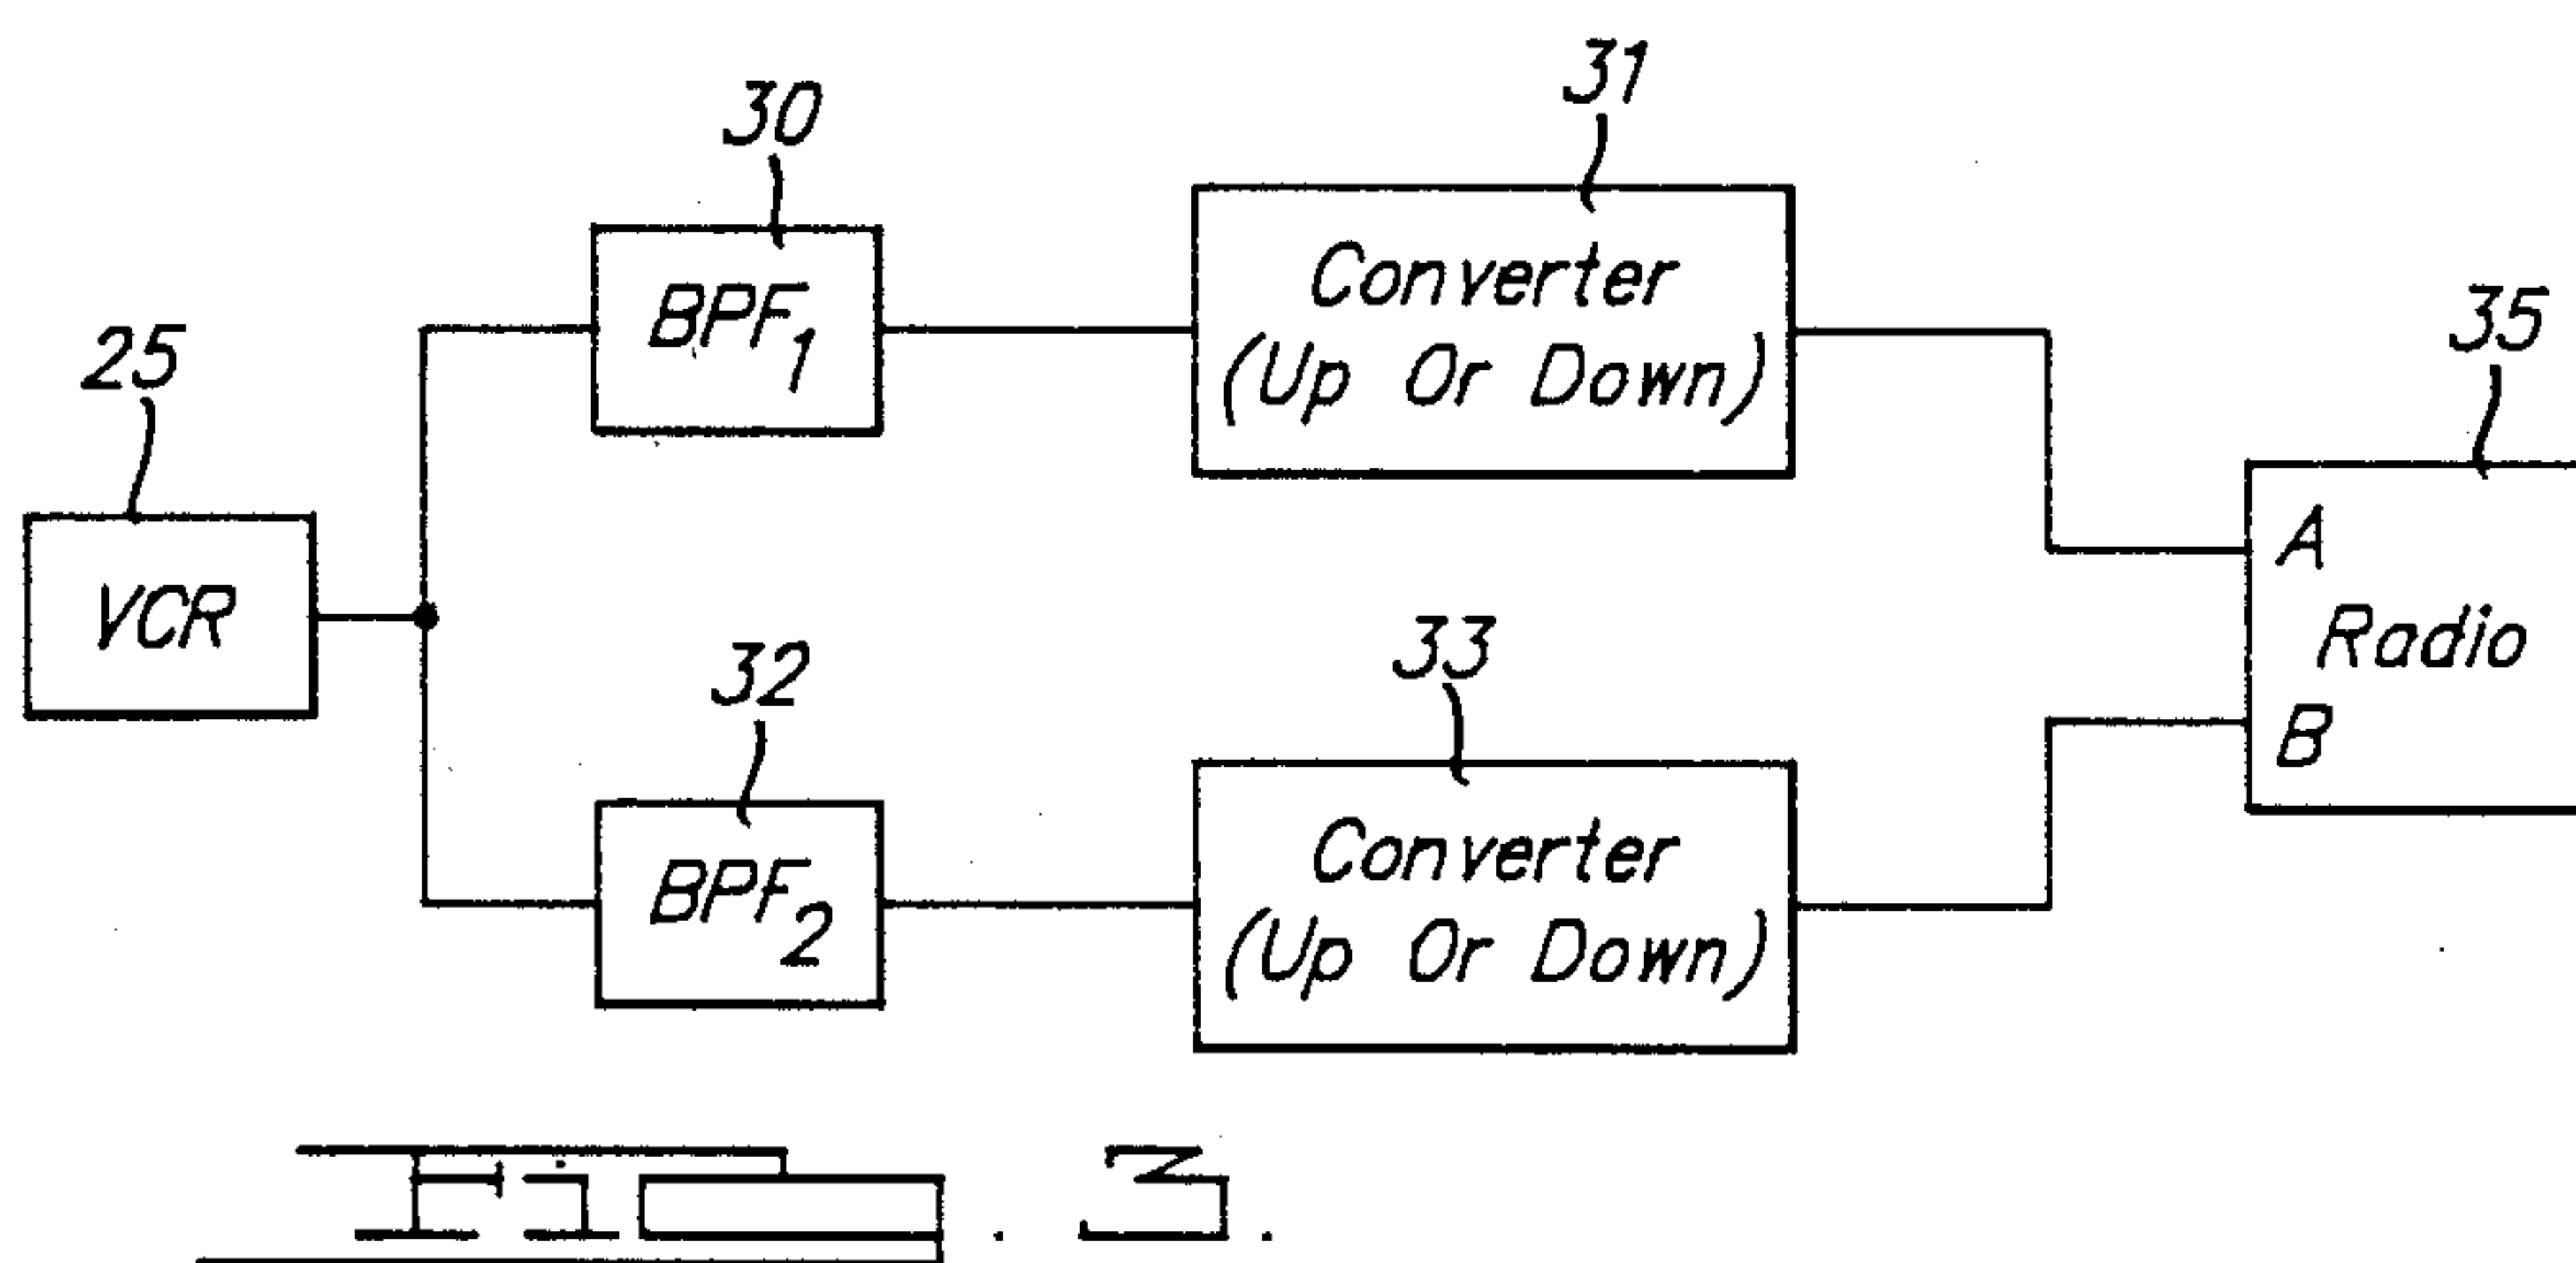 31
30
Converter
(Up Or Down)
35
BPF1
25
A
Radio
B
VCR
33
32
Converter
(Up Or Down)
BPF2
Fig. 3.